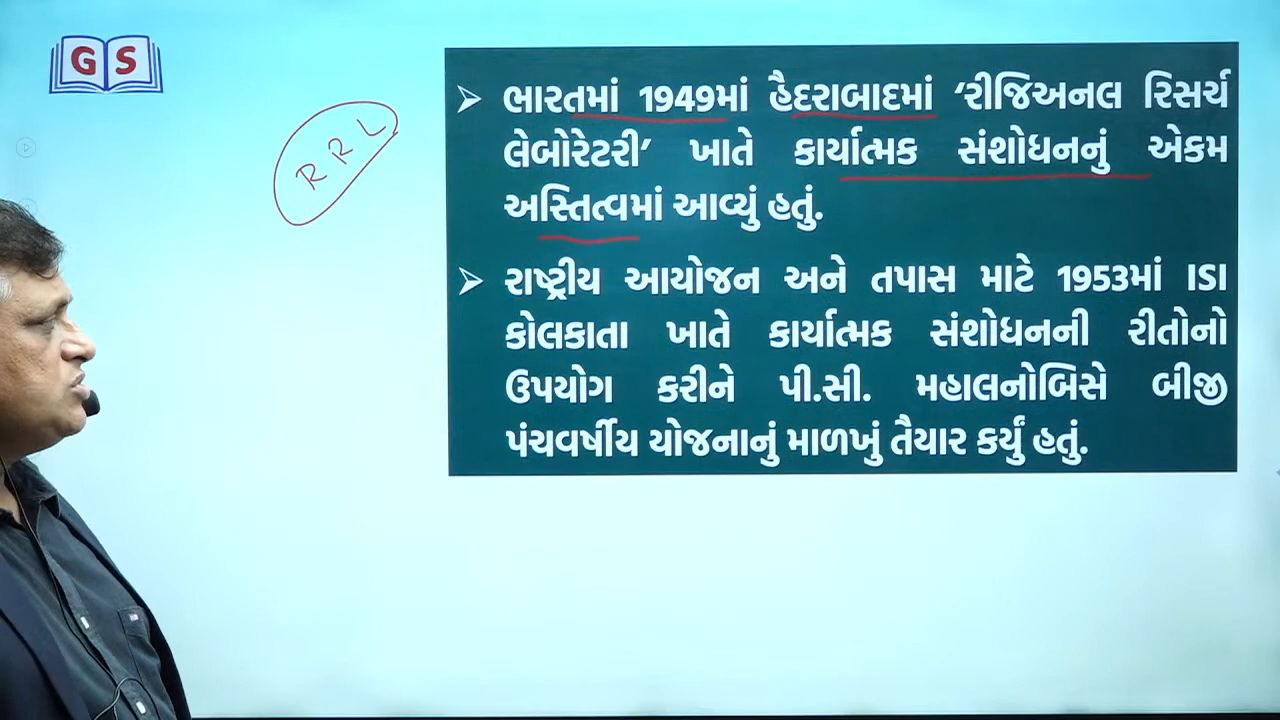 GS
RRL
➢ ભારતમાં 1949માં હૈદરાબાદમાં ‘રીજિઅનલ રિસર્ચ
લેબોરેટરી’ ખાતે કાર્યાત્મક સંશોધનનું એકમ
અસ્તિત્વમાં આવ્યું હતું.
➢ રાષ્ટ્રીય આયોજન અને તપાસ માટે 1953માં ISI
કોલકાતા ખાતે કાર્યાત્મક સંશોધનની રીતોનો
ઉપયોગ કરીને પી.સી. મહાલનોબિસે બીજી
પંચવર્ષીય યોજનાનું માળખું તૈયાર કર્યું હતું.